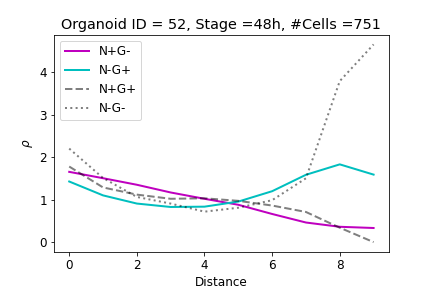 Organoid ID = 52, Stage =48h, #Cells =751
N+G-
N-G+
N+G+
N-G-
ρ
4
3
2
1
0
0 2 4 6 8
Distance